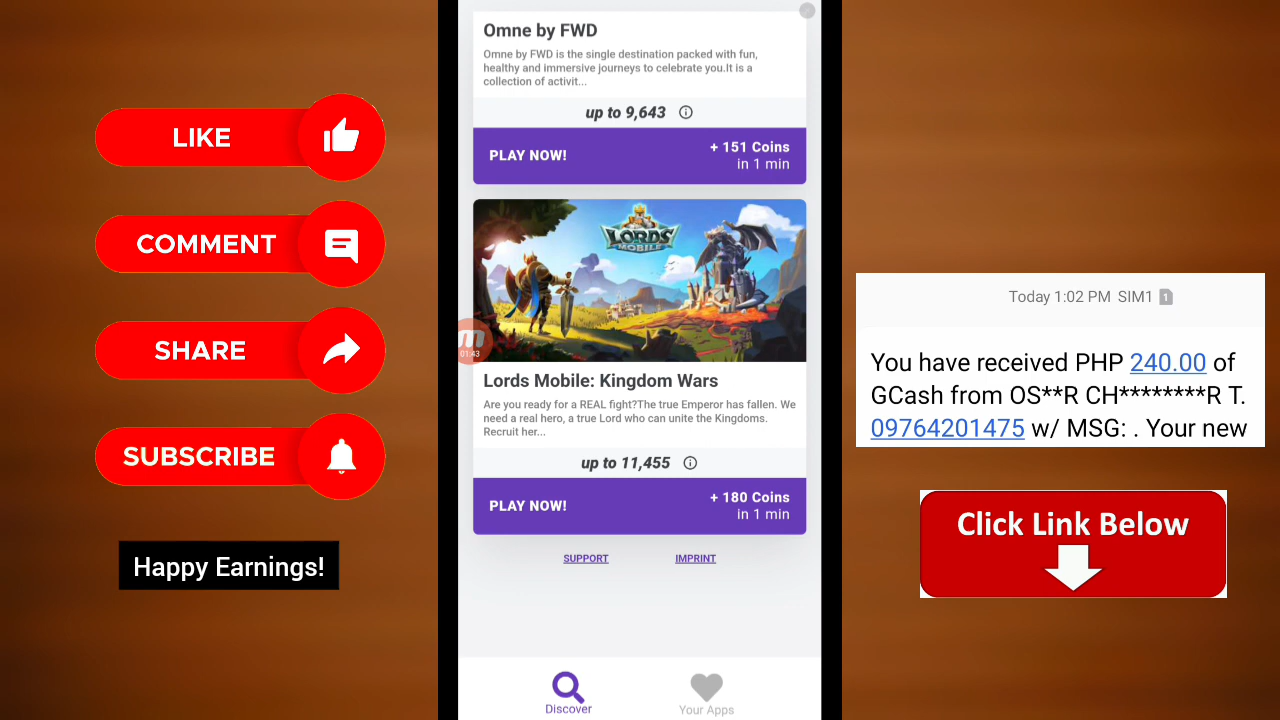 LIKE
COMMENT
SHARE
SUBSCRIBE
Happy Earnings!
Omne by FWD
Omne by FWD is the single destination packed with fun,
healthy and immersive journeys to celebrate you.It is a
collection of activit...
up to 9,643
PLAY NOW!
+ 151 Coins
in 1 min
LORDS
MOBILE
01:43
Lords Mobile: Kingdom Wars
Are you ready for a REAL fight?The true Emperor has fallen. We
need a real hero, a true Lord who can unite the Kingdoms.
Recruit her...
up to 11,455
PLAY NOW!
+ 180 Coins
in 1 min
SUPPORT
IMPRINT
Discover
Your Apps
Today 1:02 PM SIM1 1
You have received PHP 240.00 of
GCash from OS**R CH********R T.
09764201475 w/ MSG: . Your new
Click Link Below